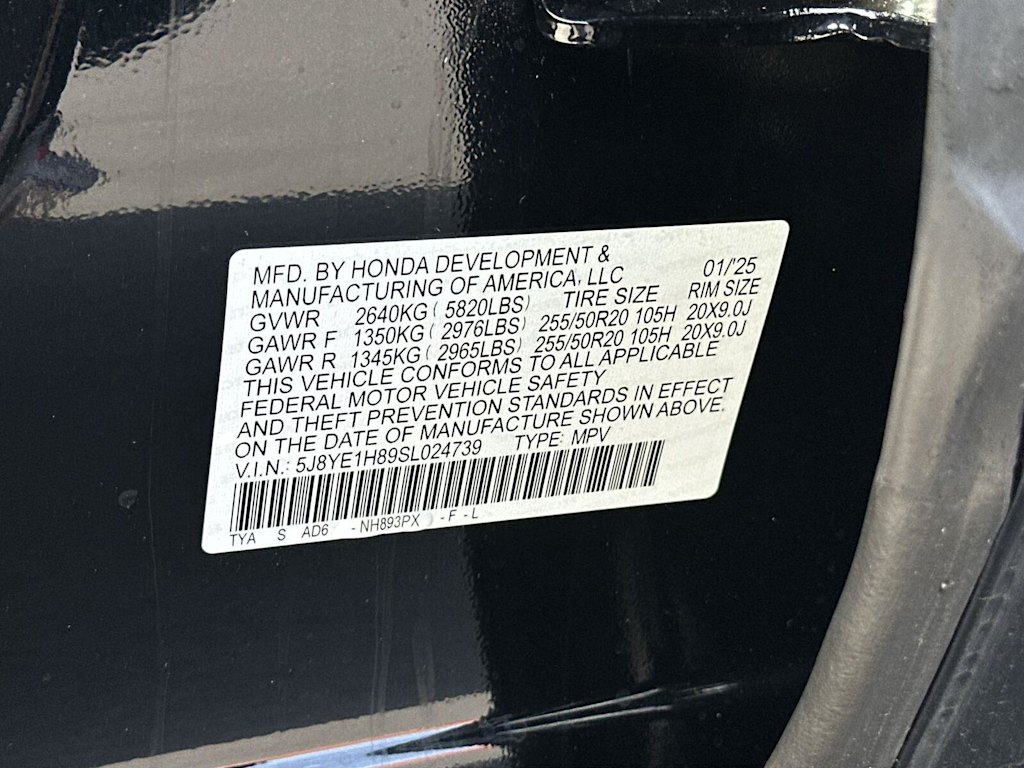 MFD. BY HONDA DEVELOPMENT &
MANUFACTURING OF AMERICA, LLC 01/'25
GVWR 2640KG ( 5820LBS) TIRE SIZE RIM SIZE
GAWR F 1350KG ( 2976LBS) 255/50R20 105H 20X9.0J
GAWR R 1345KG ( 2965LBS) 255/50R20 105H 20X9.0J
THIS VEHICLE CONFORMS TO ALL APPLICABLE
FEDERAL MOTOR VEHICLE SAFETY
AND THEFT PREVENTION STANDARDS IN EFFECT
ON THE DATE OF MANUFACTURE SHOWN ABOVE.
V.I.N.: 5J8YE1H89SL024739 TYPE: MPV
TYA S AD6 - NH893PX - F - L